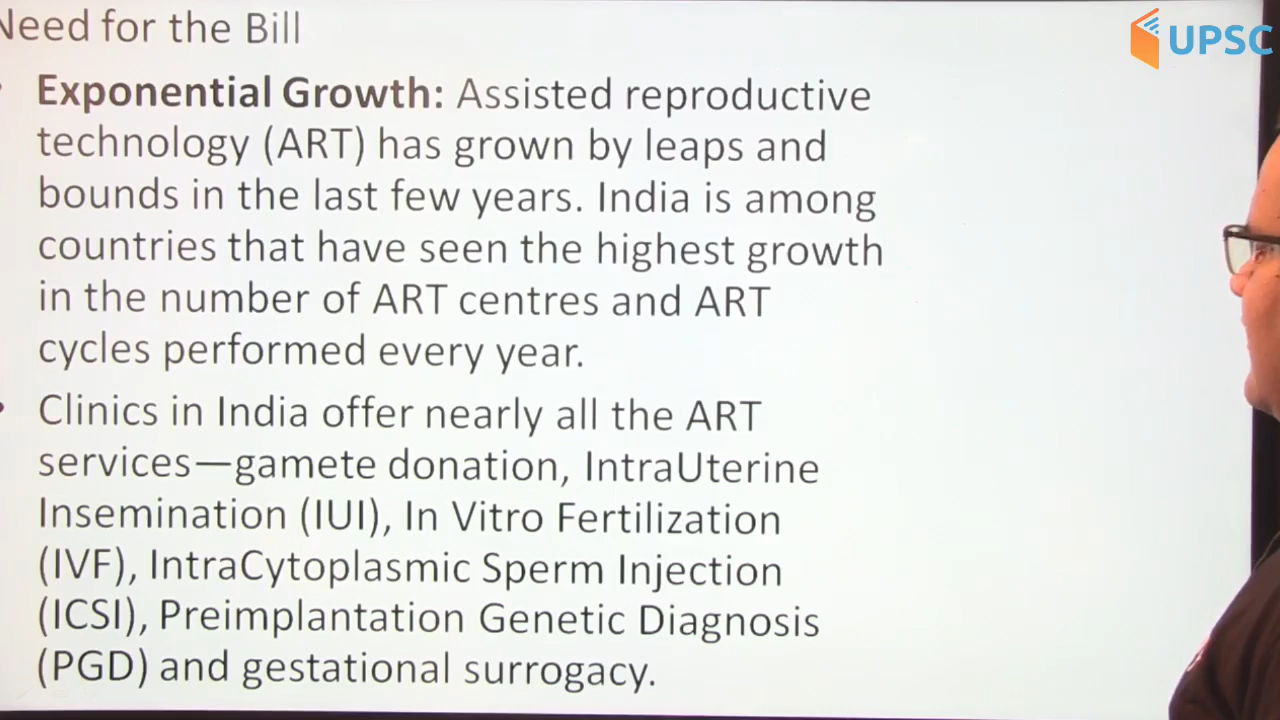 Need for the Bill
UPSC
Exponential Growth: Assisted reproductive
technology (ART) has grown by leaps and
bounds in the last few years. India is among
countries that have seen the highest growth
in the number of ART centres and ART
cycles performed every year.
Clinics in India offer nearly all the ART
services—gamete donation, IntraUterine
Insemination (IUI), In Vitro Fertilization
(IVF), IntraCytoplasmic Sperm Injection
(ICSI), Preimplantation Genetic Diagnosis
(PGD) and gestational surrogacy.